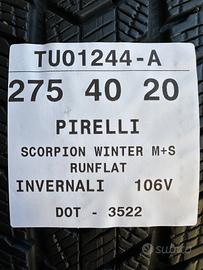 TU01244-A
275 40 20
PIRELLI
SCORPION WINTER M+S
RUNFLAT
INVERNALI 106V
DOT - 3522
subito